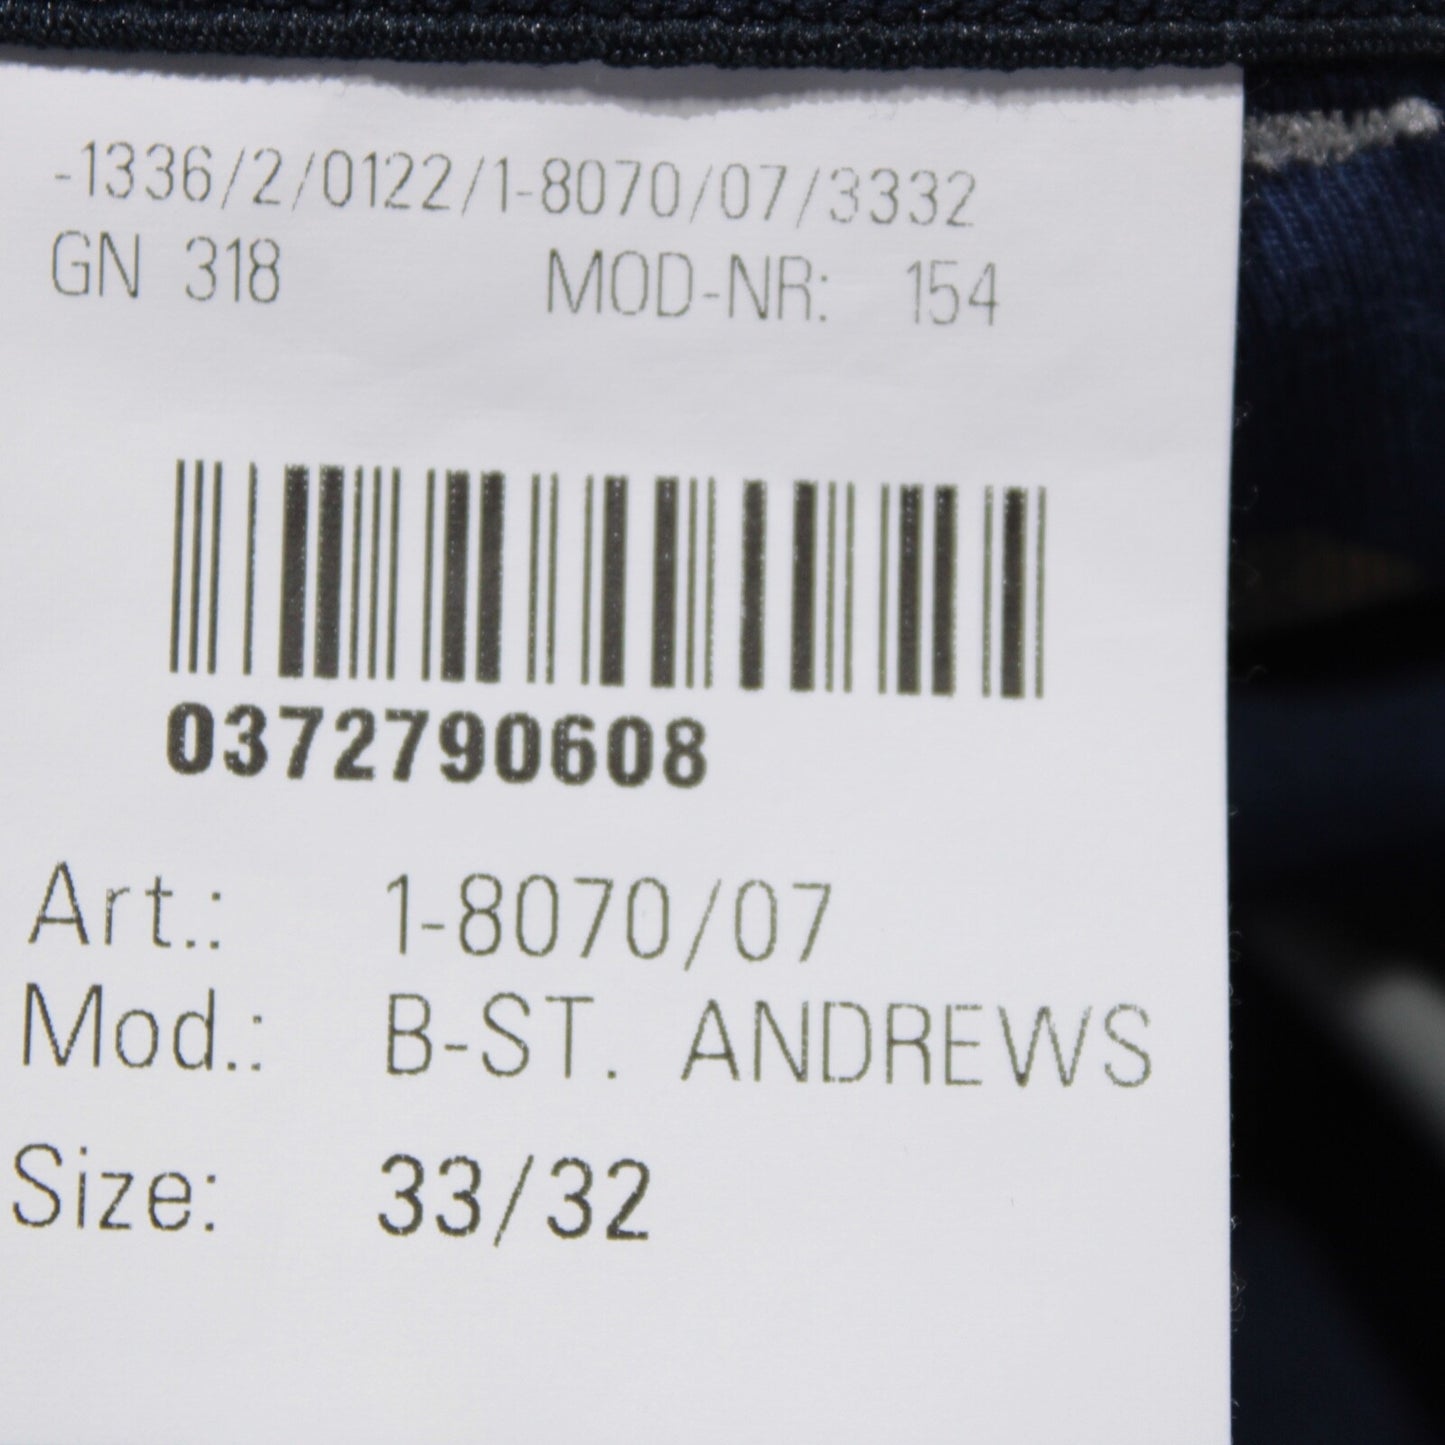 -1336/2/0122/1-8070/07/3332
GN 318 MOD-NR: 154
0372790608
Art.: 1-8070/07
Mod.: B-ST. ANDREWS
Size: 33/32